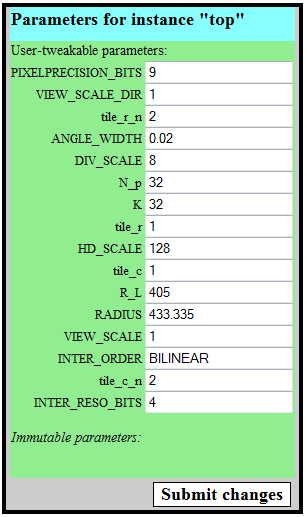 Parameters for instance "top"
User-tweakable parameters:
PIXELPRECISION_BITS 9
VIEW_SCALE_DIR 1
tile_r_n 2
ANGLE_WIDTH 0.02
DIV_SCALE 8
N_p 32
K 32
tile_r 1
HD_SCALE 128
tile_c 1
R_L 405
RADIUS 433.335
VIEW_SCALE 1
INTER_ORDER BILINEAR
tile_c_n 2
INTER_RESO_BITS 4
Immutable parameters:
Submit changes